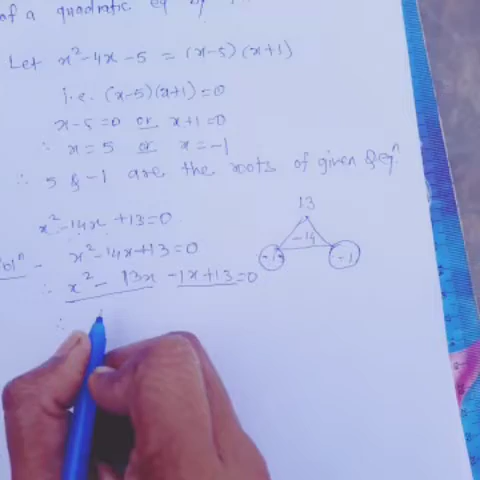 of a quadratic eq by
Let x²-4x-5 = (x-5)(x+1)
i.e. (x-5)(x+1)=0
x-5=0 or x+1=0
∴ x=5 or x=-1
∴ 5 & -1 are the roots of given Q.eqⁿ
x²-14x+13=0
Solⁿ - x²-14x+13=0
∴ x²- 13x -1x+13=0
∴
13
-14
-1